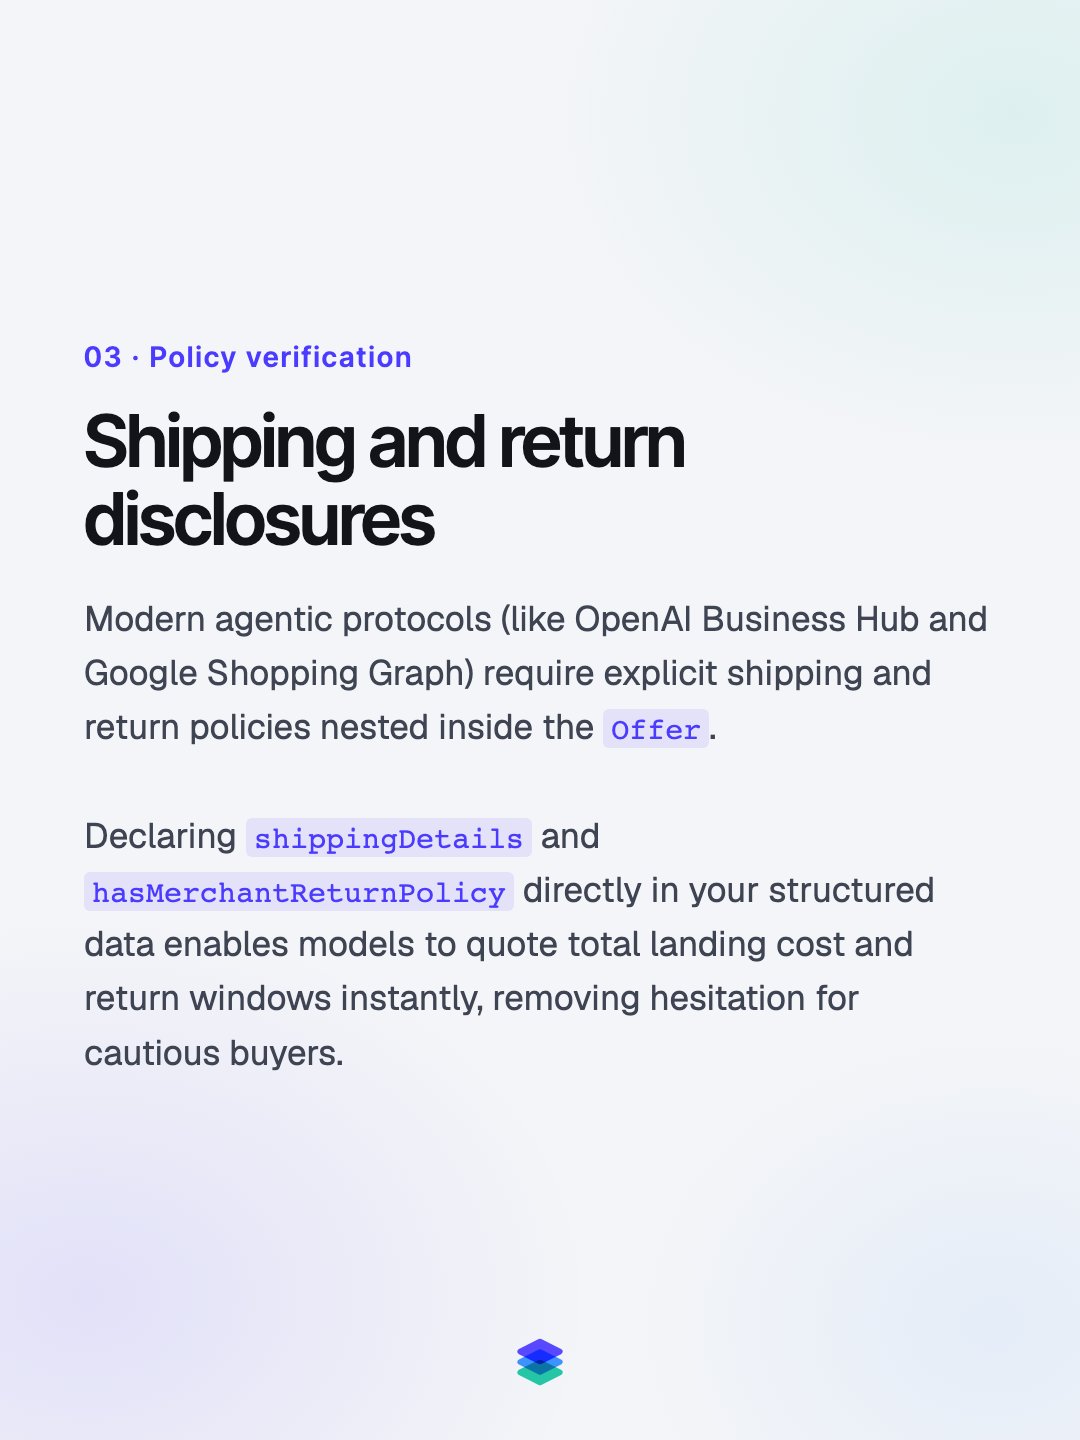 03 · Policy verification
Shipping and return
disclosures
Modern agentic protocols (like OpenAI Business Hub and
Google Shopping Graph) require explicit shipping and
return policies nested inside the Offer.
Declaring shippingDetails and
hasMerchantReturnPolicy directly in your structured
data enables models to quote total landing cost and
return windows instantly, removing hesitation for
cautious buyers.